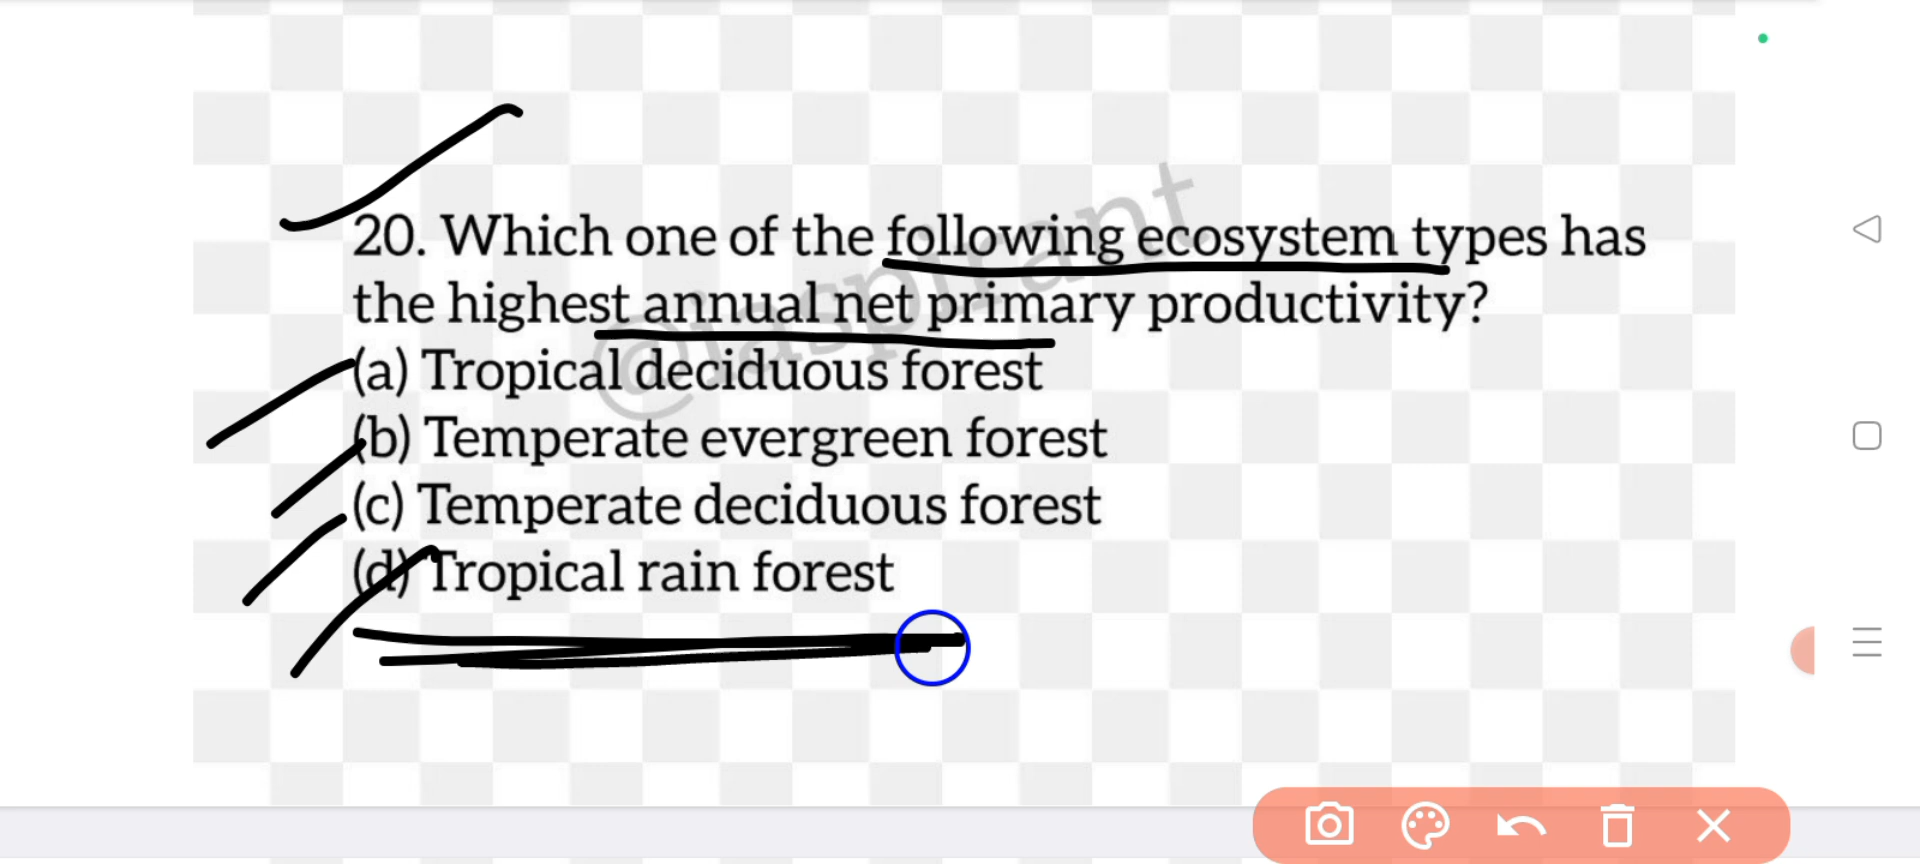 20. Which one of the following ecosystem types has
the highest annual net primary productivity?
(a) Tropical deciduous forest
(b) Temperate evergreen forest
(c) Temperate deciduous forest
(d) Tropical rain forest
@iaspirant